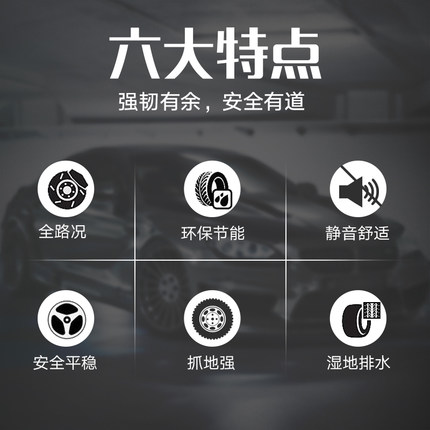 六大特点
强韧有余，安全有道
全路况
环保节能
静音舒适
安全平稳
抓地强
湿地排水